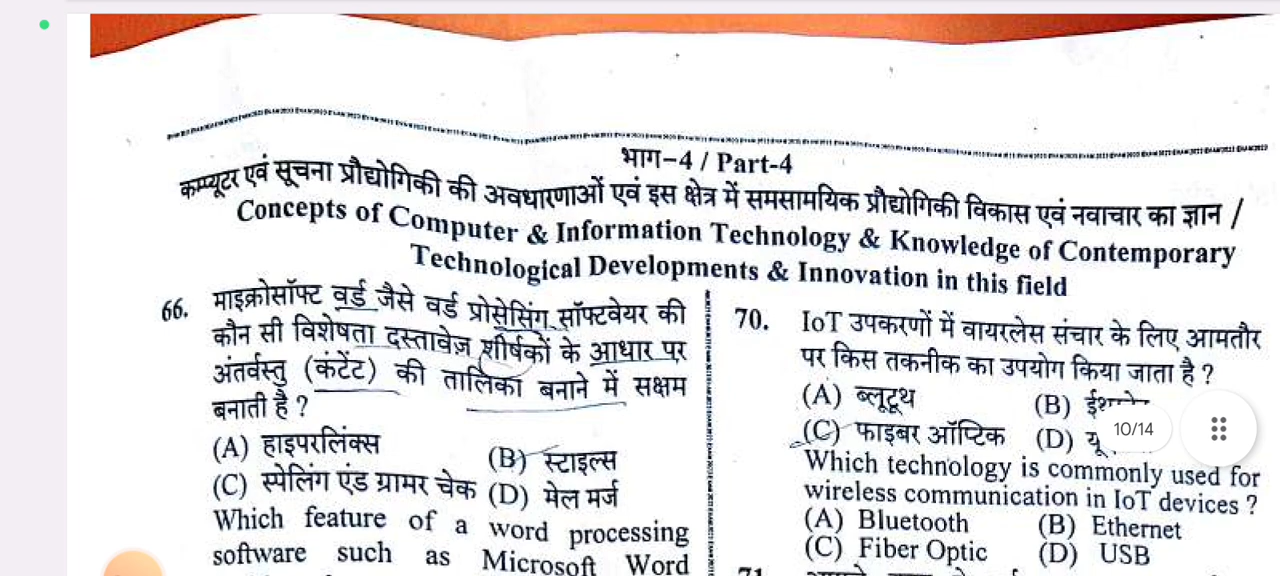 भाग–4 / Part-4
कम्प्यूटर एवं सूचना प्रौद्योगिकी की अवधारणाओं एवं इस क्षेत्र में समसामयिक प्रौद्योगिकी विकास एवं नवाचार का ज्ञान /
Concepts of Computer & Information Technology & Knowledge of Contemporary
Technological Developments & Innovation in this field
66. माइक्रोसॉफ्ट वर्ड जैसे वर्ड प्रोसेसिंग सॉफ्टवेयर की
कौन सी विशेषता दस्तावेज़ शीर्षकों के आधार पर
अंतर्वस्तु (कंटेंट) की तालिका बनाने में सक्षम
बनाती है ?
(A) हाइपरलिंक्स
(B) स्टाइल्स
(C) स्पेलिंग एंड ग्रामर चेक (D) मेल मर्ज
Which feature of a word processing
software such as Microsoft Word
70. IoT उपकरणों में वायरलेस संचार के लिए आमतौर
पर किस तकनीक का उपयोग किया जाता है ?
(A) ब्लूटूथ (B)
(C) फाइबर ऑप्टिक (D)
10/14
Which technology is commonly used for
wireless communication in IoT devices ?
(A) Bluetooth (B) Ethernet
(C) Fiber Optic (D) USB